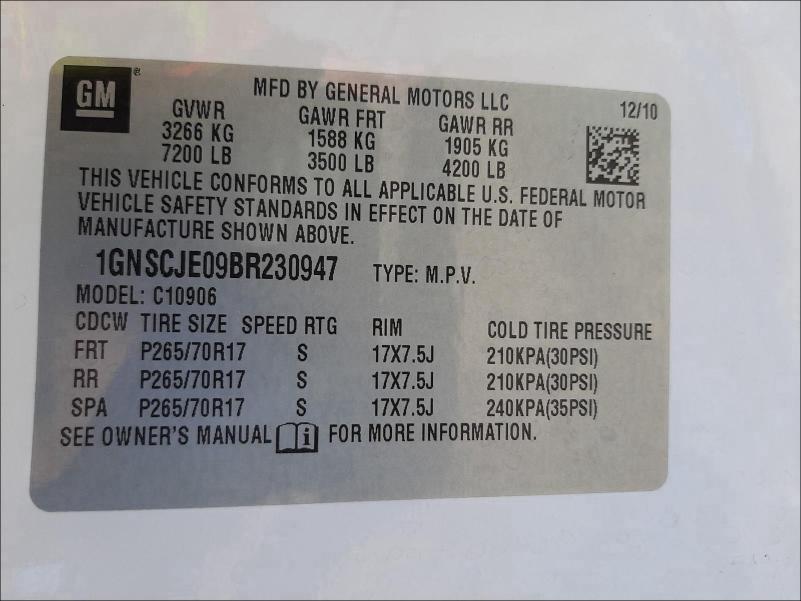 GM
®
MFD BY GENERAL MOTORS LLC
12/10
GVWR GAWR FRT GAWR RR
3266 KG 1588 KG 1905 KG
7200 LB 3500 LB 4200 LB
THIS VEHICLE CONFORMS TO ALL APPLICABLE U.S. FEDERAL MOTOR
VEHICLE SAFETY STANDARDS IN EFFECT ON THE DATE OF
MANUFACTURE SHOWN ABOVE.
1GNSCJE09BR230947 TYPE: M.P.V.
MODEL: C10906
CDCW TIRE SIZE SPEED RTG RIM COLD TIRE PRESSURE
FRT P265/70R17 S 17X7.5J 210KPA(30PSI)
RR P265/70R17 S 17X7.5J 210KPA(30PSI)
SPA P265/70R17 S 17X7.5J 240KPA(35PSI)
SEE OWNER'S MANUAL i FOR MORE INFORMATION.